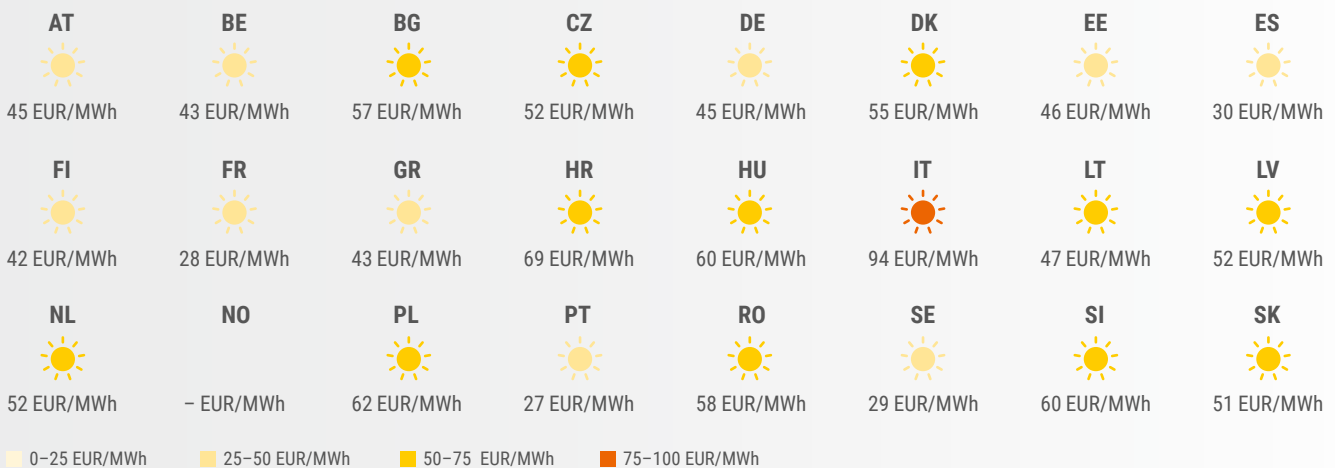 AT BE BG CZ DE DK EE ES
45 EUR/MWh 43 EUR/MWh 57 EUR/MWh 52 EUR/MWh 45 EUR/MWh 55 EUR/MWh 46 EUR/MWh 30 EUR/MWh
FI FR GR HR HU IT LT LV
42 EUR/MWh 28 EUR/MWh 43 EUR/MWh 69 EUR/MWh 60 EUR/MWh 94 EUR/MWh 47 EUR/MWh 52 EUR/MWh
NL NO PL PT RO SE SI SK
52 EUR/MWh – EUR/MWh 62 EUR/MWh 27 EUR/MWh 58 EUR/MWh 29 EUR/MWh 60 EUR/MWh 51 EUR/MWh
0–25 EUR/MWh 25–50 EUR/MWh 50–75 EUR/MWh 75–100 EUR/MWh